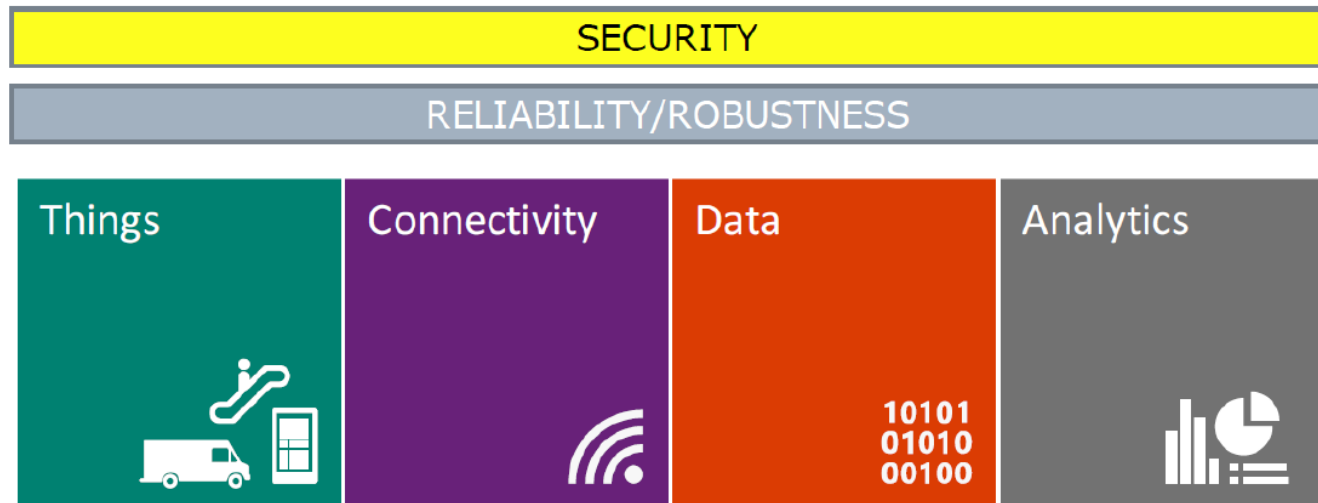 SECURITY
RELIABILITY/ROBUSTNESS
Things
Connectivity
Data
Analytics
10101
01010
00100